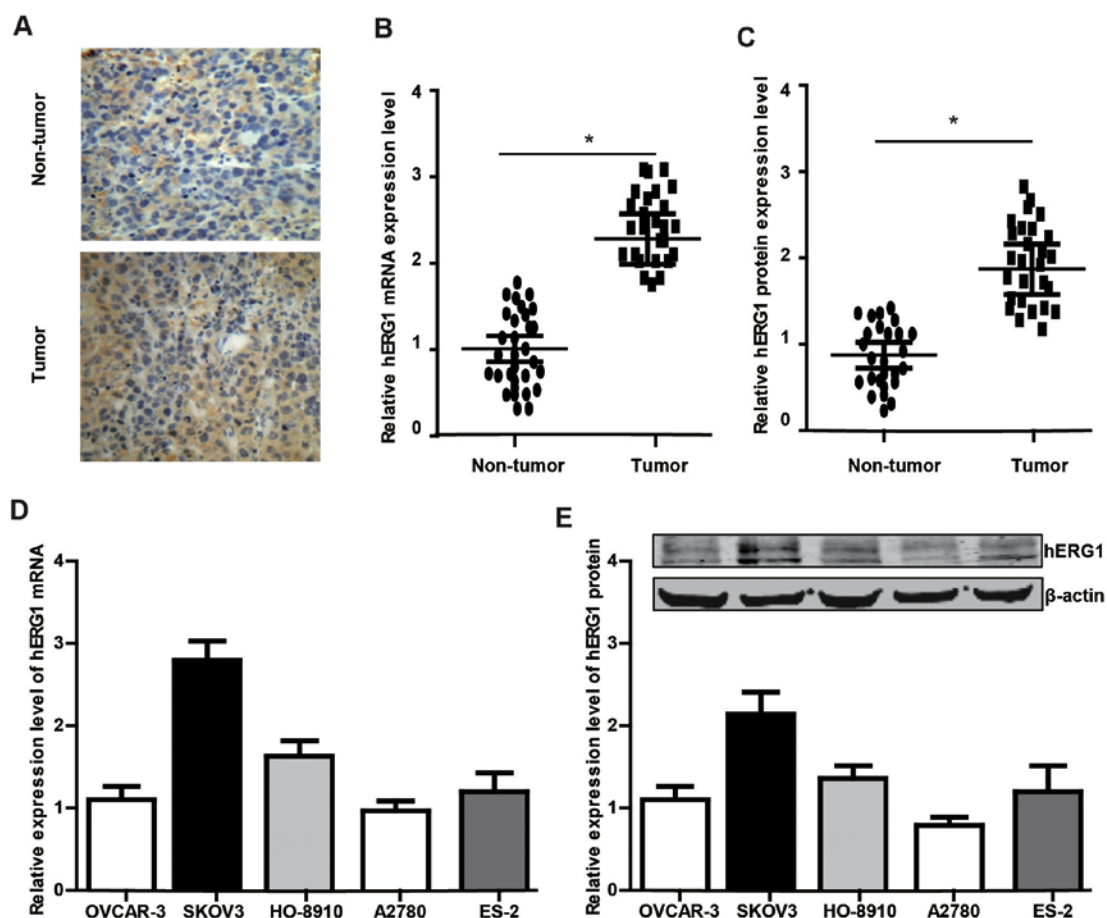 A
Non-tumor
Tumor
B
Relative hERG1 mRNA expression level
4
3
2
1
0
*
Non-tumor
Tumor
C
Relative hERG1 protein expression level
4
3
2
1
0
*
Non-tumor
Tumor
D
Relative expression level of hERG1 mRNA
4
3
2
1
0
OVCAR-3
SKOV3
HO-8910
A2780
ES-2
E
Relative expression level of hERG1 protein
4
3
2
1
0
hERG1
β-actin
OVCAR-3
SKOV3
HO-8910
A2780
ES-2